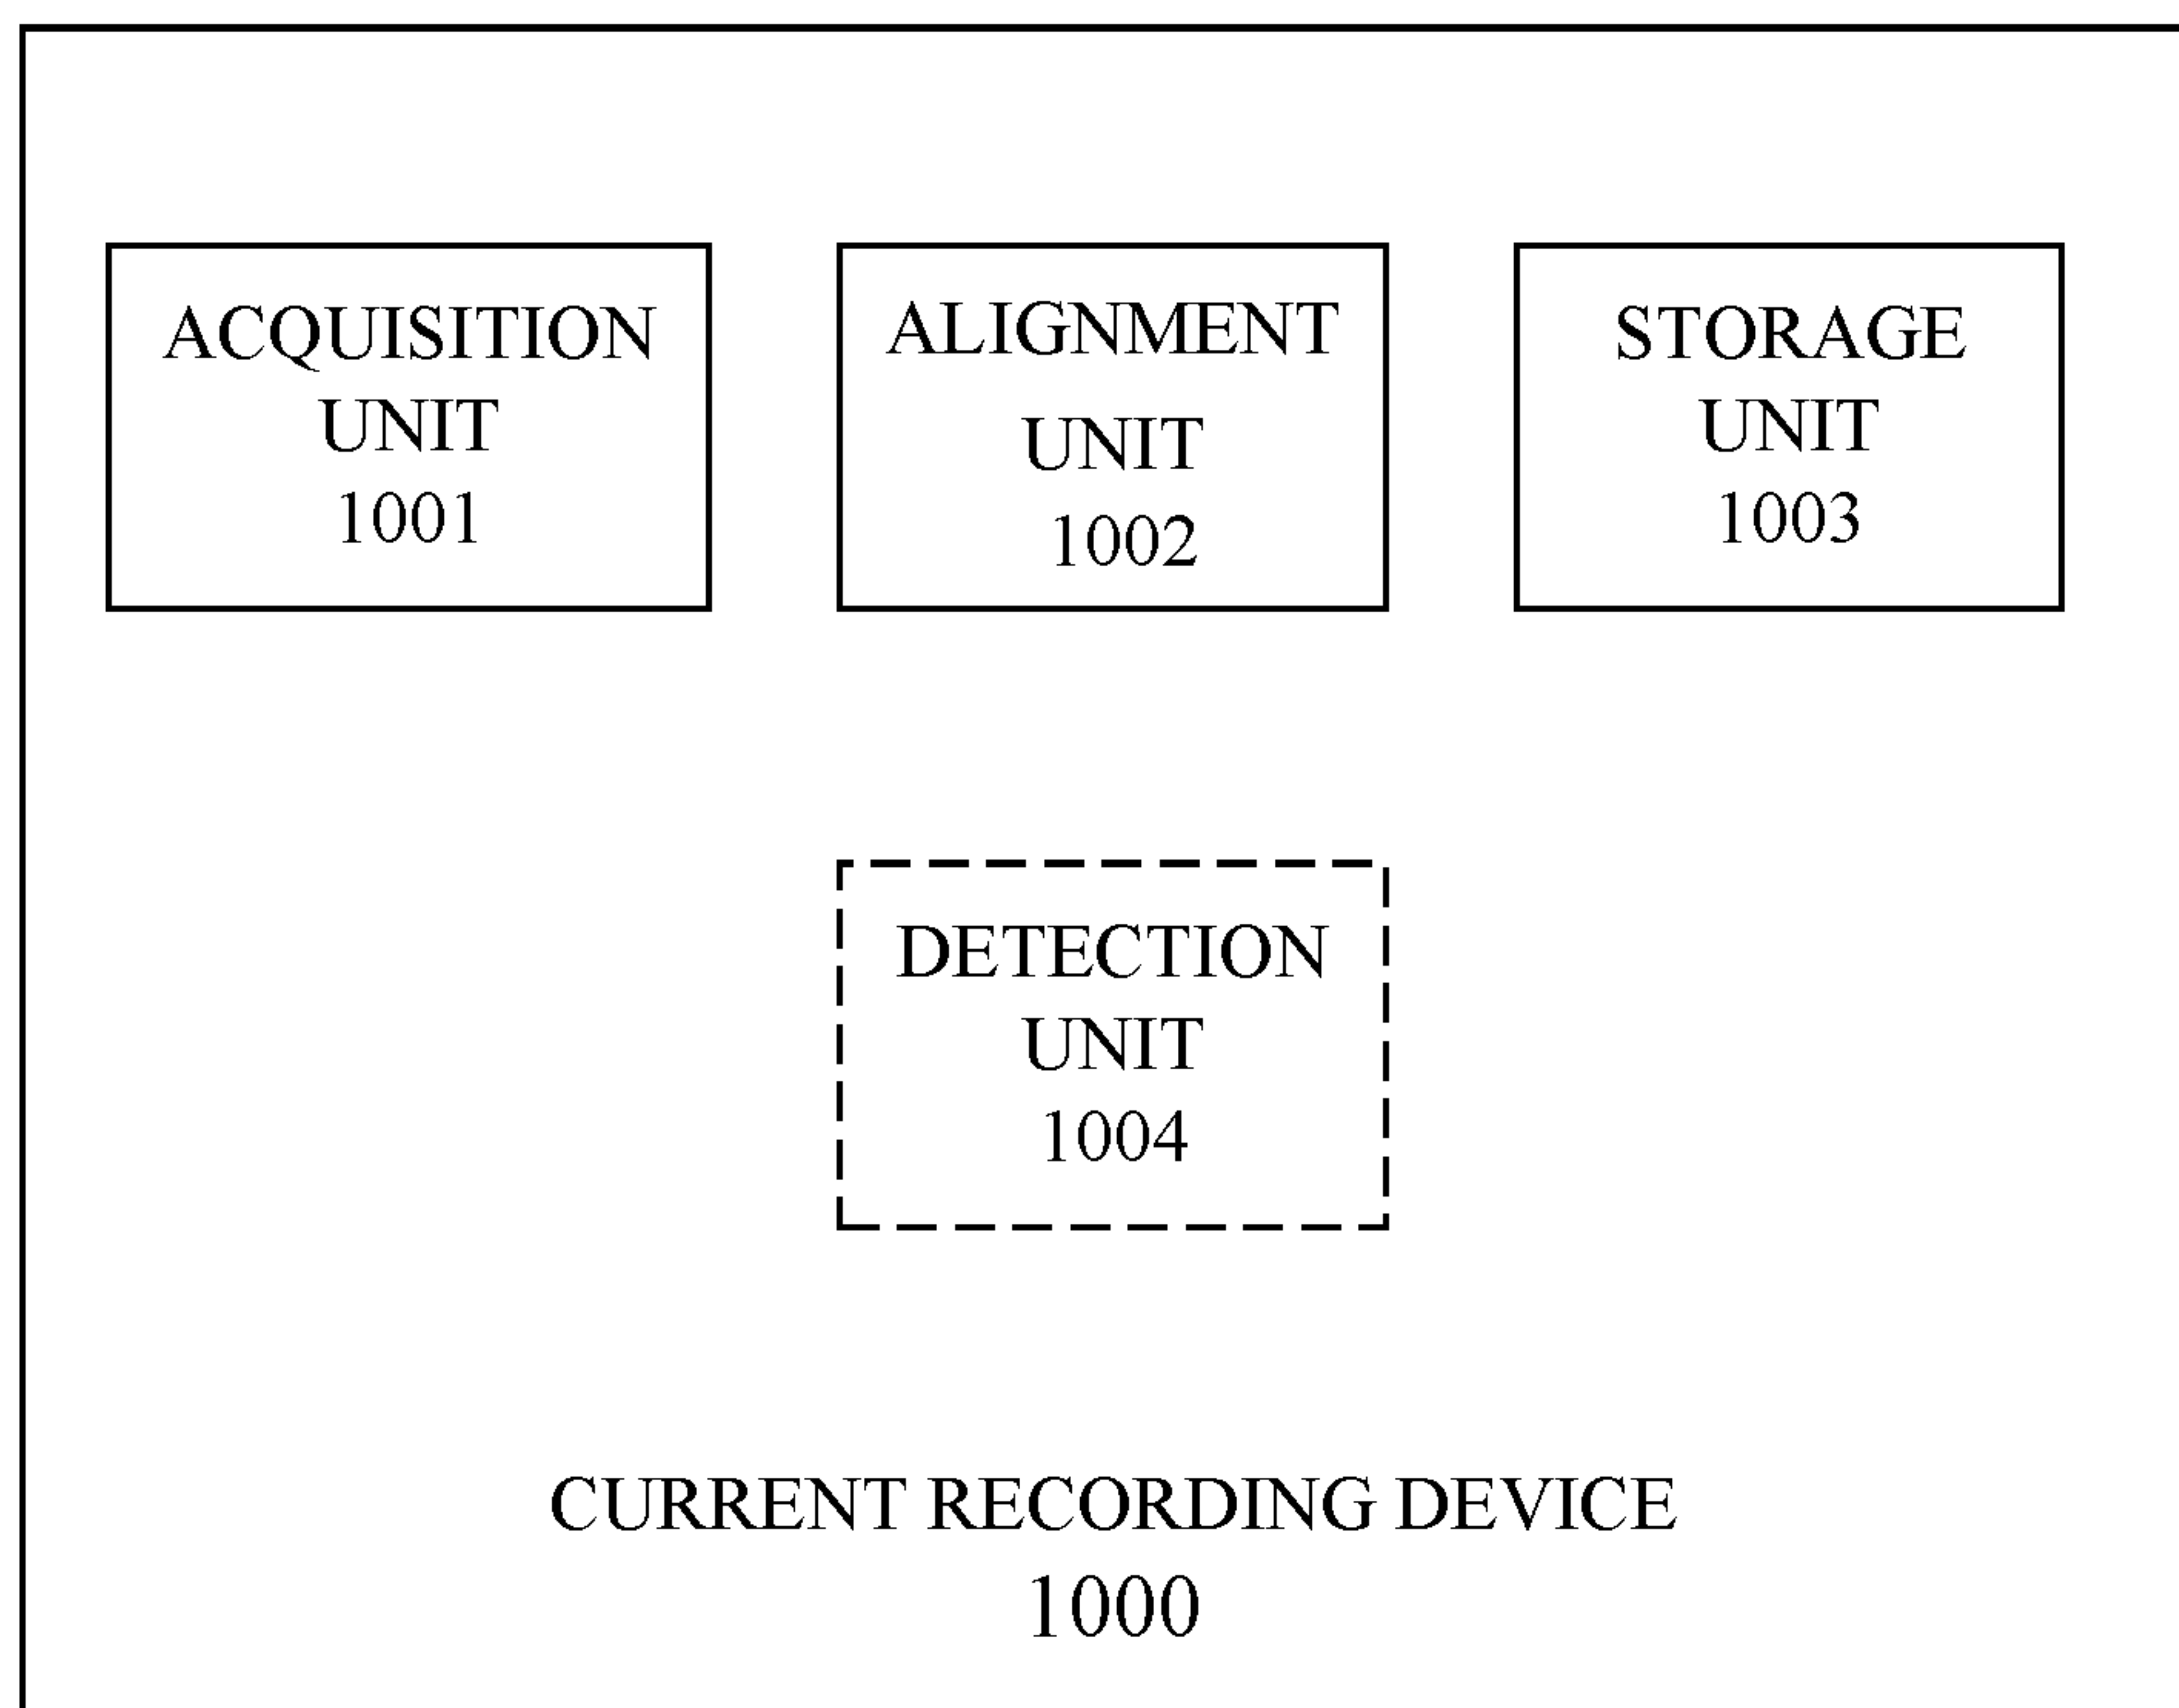 ACQUISITION
UNIT
1001
ALIGNMENT
UNIT
1002
STORAGE
UNIT
1003
DETECTION
UNIT
1004
CURRENT RECORDING DEVICE
1000